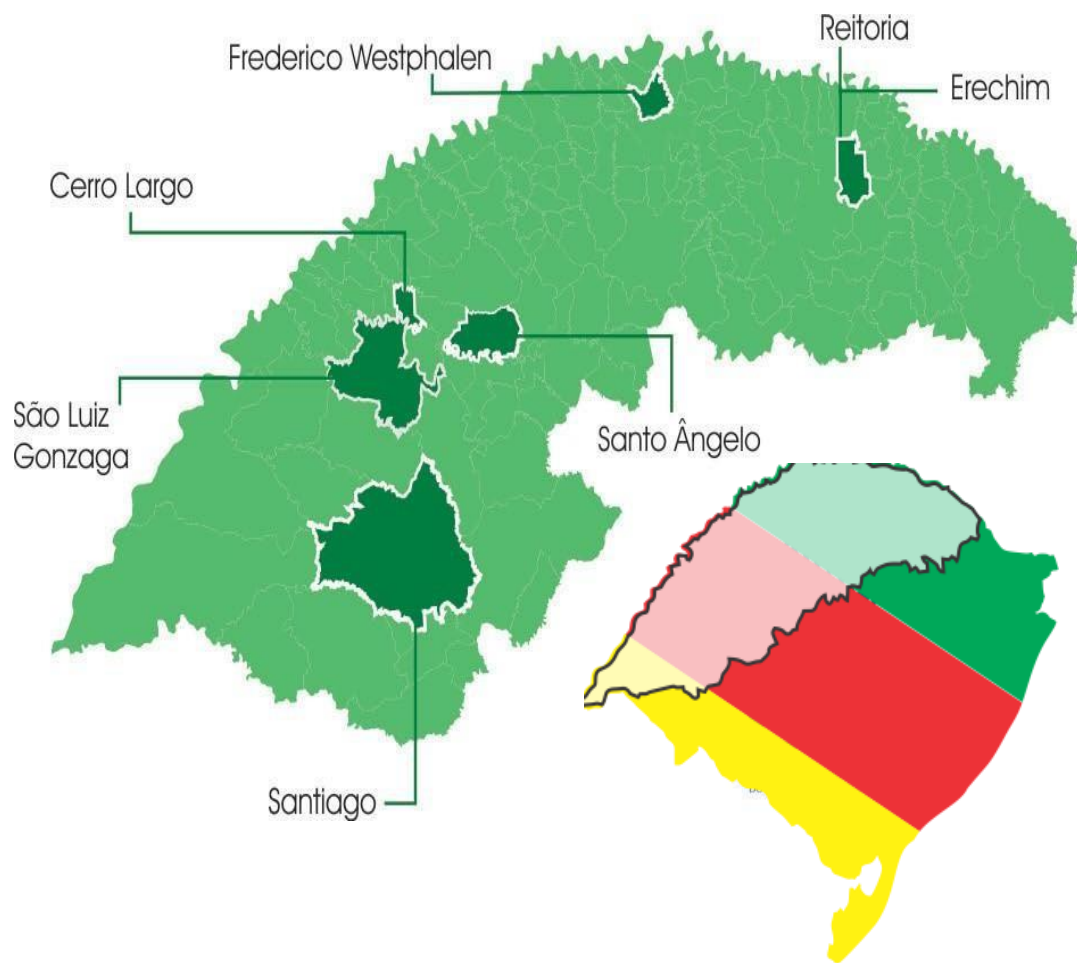 Reitoria
Frederico Westphalen
Erechim
Cerro Largo
São Luiz
Gonzaga
Santo Ângelo
Santiago